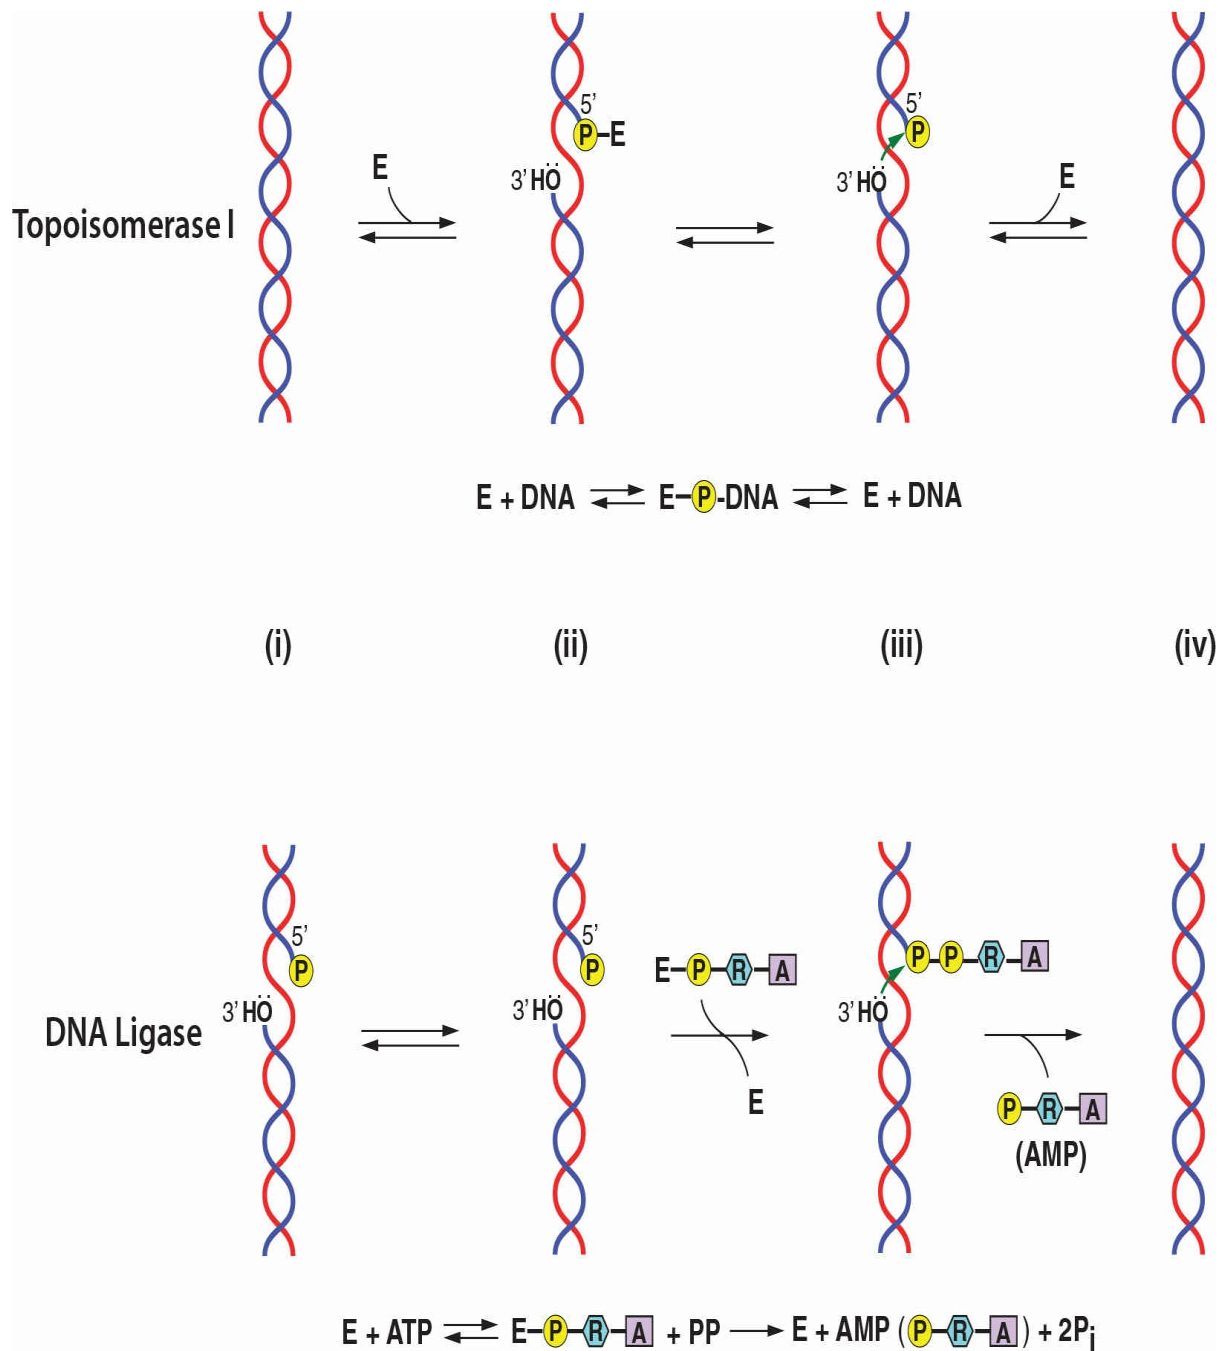 5'
P–E
3' HÖ
E
Topoisomerase I
5'
P
3' HÖ
E
E + DNA ⇌ E–P-DNA ⇌ E + DNA
(i) (ii) (iii) (iv)
5'
P
3' HÖ
DNA Ligase
5'
P
3' HÖ
E–P–R–A
E
P–P–R–A
3' HÖ
P–R–A
(AMP)
E + ATP ⇌ E–P–R–A + PP → E + AMP (P–R–A) + 2Pi